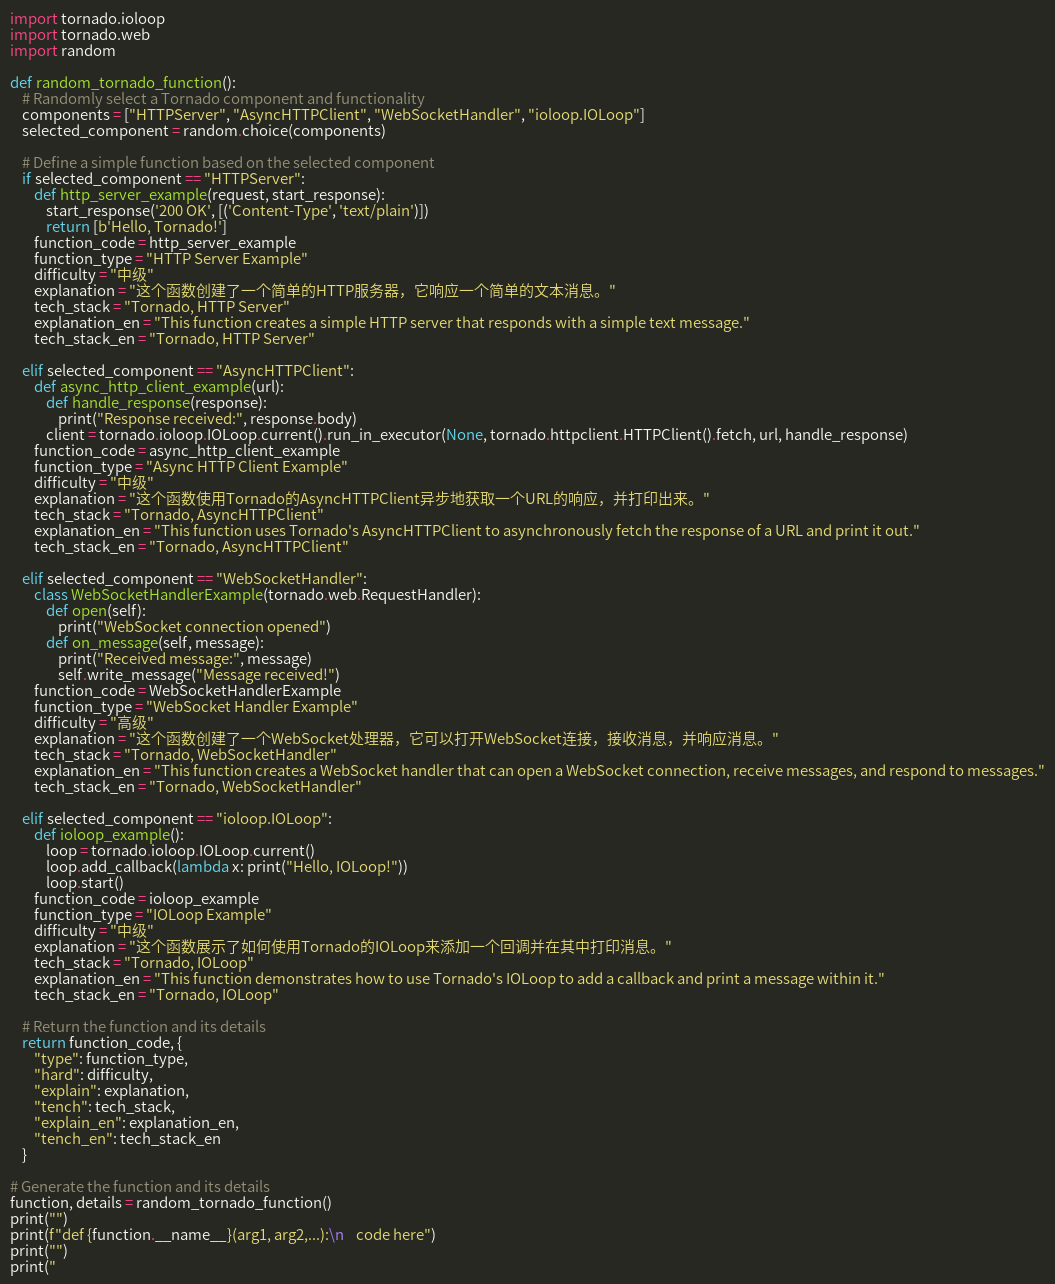 import tornado.ioloop
import tornado.web
import random
def random_tornado_function():
# Randomly select a Tornado component and functionality
components = ["HTTPServer", "AsyncHTTPClient", "WebSocketHandler", "ioloop.IOLoop"]
selected_component = random.choice(components)
# Define a simple function based on the selected component
if selected_component == "HTTPServer":
def http_server_example(request, start_response):
start_response('200 OK', [('Content-Type', 'text/plain')])
return [b'Hello, Tornado!']
function_code = http_server_example
function_type = "HTTP Server Example"
difficulty = "中级"
explanation = "这个函数创建了一个简单的HTTP服务器，它响应一个简单的文本消息。"
tech_stack = "Tornado, HTTP Server"
explanation_en = "This function creates a simple HTTP server that responds with a simple text message."
tech_stack_en = "Tornado, HTTP Server"
elif selected_component == "AsyncHTTPClient":
def async_http_client_example(url):
def handle_response(response):
print("Response received:", response.body)
client = tornado.ioloop.IOLoop.current().run_in_executor(None, tornado.httpclient.HTTPClient().fetch, url, handle_response)
function_code = async_http_client_example
function_type = "Async HTTP Client Example"
difficulty = "中级"
explanation = "这个函数使用Tornado的AsyncHTTPClient异步地获取一个URL的响应，并打印出来。"
tech_stack = "Tornado, AsyncHTTPClient"
explanation_en = "This function uses Tornado's AsyncHTTPClient to asynchronously fetch the response of a URL and print it out."
tech_stack_en = "Tornado, AsyncHTTPClient"
elif selected_component == "WebSocketHandler":
class WebSocketHandlerExample(tornado.web.RequestHandler):
def open(self):
print("WebSocket connection opened")
def on_message(self, message):
print("Received message:", message)
self.write_message("Message received!")
function_code = WebSocketHandlerExample
function_type = "WebSocket Handler Example"
difficulty = "高级"
explanation = "这个函数创建了一个WebSocket处理器，它可以打开WebSocket连接，接收消息，并响应消息。"
tech_stack = "Tornado, WebSocketHandler"
explanation_en = "This function creates a WebSocket handler that can open a WebSocket connection, receive messages, and respond to messages."
tech_stack_en = "Tornado, WebSocketHandler"
elif selected_component == "ioloop.IOLoop":
def ioloop_example():
loop = tornado.ioloop.IOLoop.current()
loop.add_callback(lambda x: print("Hello, IOLoop!"))
loop.start()
function_code = ioloop_example
function_type = "IOLoop Example"
difficulty = "中级"
explanation = "这个函数展示了如何使用Tornado的IOLoop来添加一个回调并在其中打印消息。"
tech_stack = "Tornado, IOLoop"
explanation_en = "This function demonstrates how to use Tornado's IOLoop to add a callback and print a message within it."
tech_stack_en = "Tornado, IOLoop"
# Return the function and its details
return function_code, {
"type": function_type,
"hard": difficulty,
"explain": explanation,
"tench": tech_stack,
"explain_en": explanation_en,
"tench_en": tech_stack_en
}
# Generate the function and its details
function, details = random_tornado_function()
print("")
print(f"def {function.__name__}(arg1, arg2,...):\n    code here")
print("")
print("